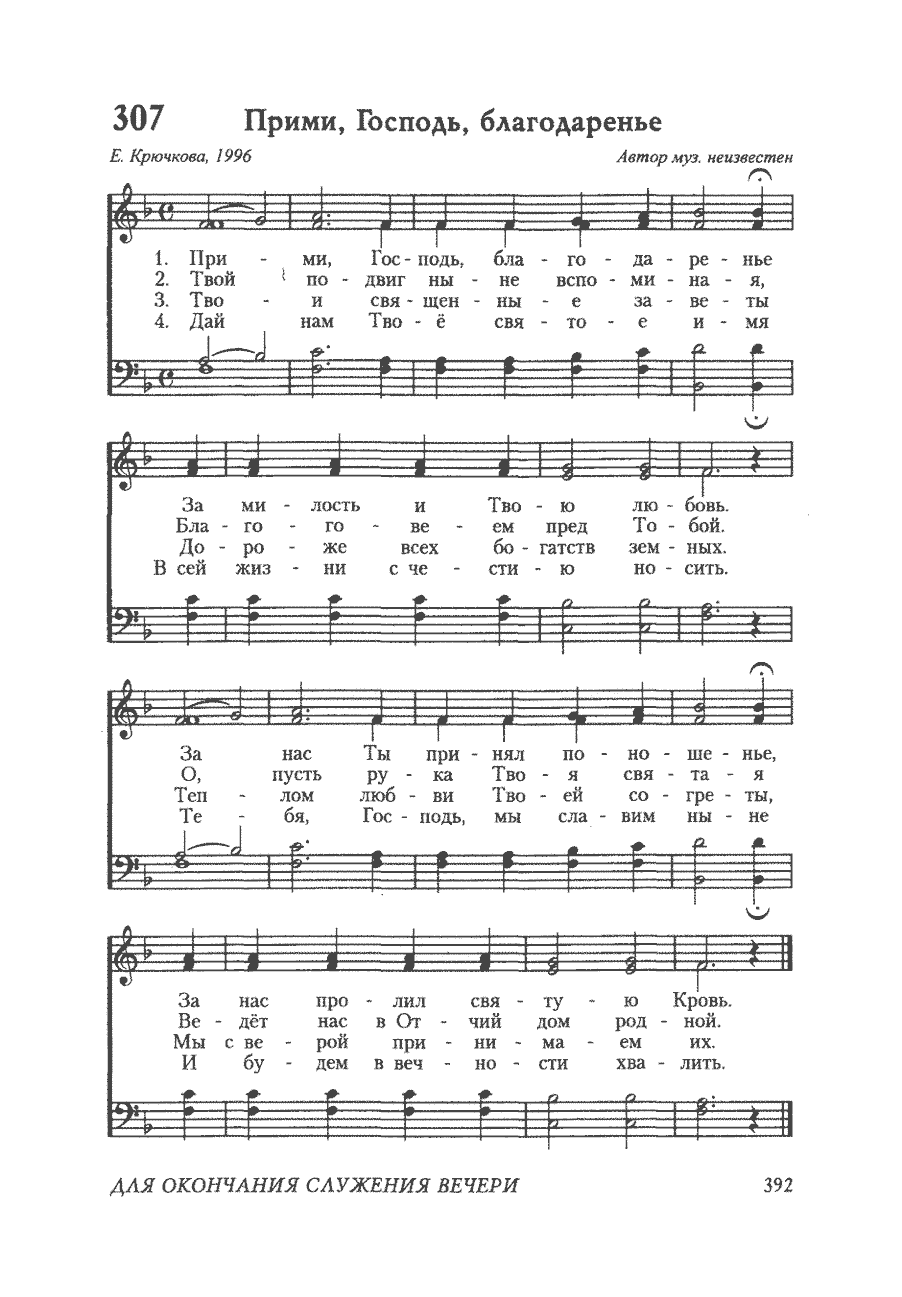 307 Прими, Господь, благодаренье
Е. Крючкова, 1996 Автор муз. неизвестен
1. При - ми, Гос - подь, бла - го - да - ре - нье
2. Твой по - двиг ны - не вспо - ми - на - я,
3. Тво - и свя - щен - ны - е за - ве - ты
4. Дай нам Тво - ё свя - то - е и - мя
За ми - лость и Тво - ю лю - бовь.
Бла - го - го - ве - ем пред То - бой.
До - ро - же всех бо - гатств зем - ных.
В сей жиз - ни с че - сти - ю но - сить.
За нас Ты при - нял по - но - ше - нье,
О, пусть ру - ка Тво - я свя - та - я
Теп - лом люб - ви Тво - ей со - гре - ты,
Те - бя, Гос - подь, мы сла - вим ны - не
За нас про - лил свя - ту - ю Кровь.
Ве - дёт нас в От - чий дом род - ной.
Мы с ве - рой при - ни - ма - ем их.
И бу - дем в веч - но - сти хва - лить.
ДЛЯ ОКОНЧАНИЯ СЛУЖЕНИЯ ВЕЧЕРИ 392